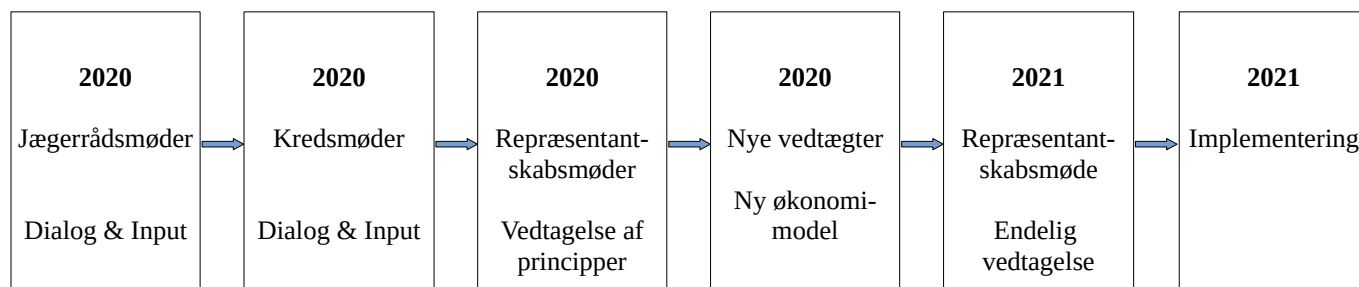 2020
Jægerrådsmøder
Dialog & Input
2020
Kredsmøder
Dialog & Input
2020
Repræsentant-
skabsmøder
Vedtagelse af
principper
2020
Nye vedtægter
Ny økonomi-
model
2021
Repræsentant-
skabsmøde
Endelig
vedtagelse
2021
Implementering